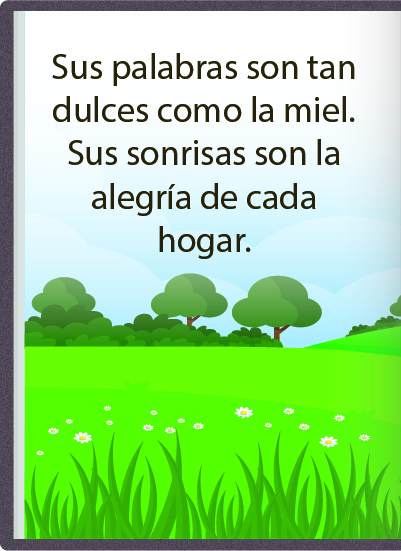 Sus palabras son tan
dulces como la miel.
Sus sonrisas son la
alegría de cada
hogar.